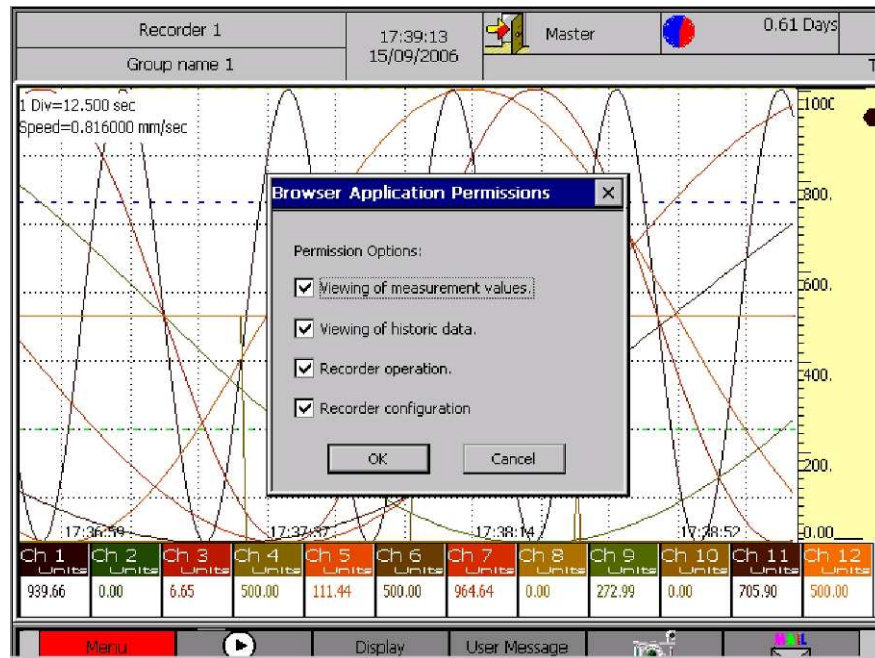 Recorder 1
17:39:13
15/09/2006
Master
0.61 Days
Group name 1
T
1 Div=12.500 sec
Speed=0.816000 mm/sec
Browser Application Permissions
Permission Options:
Viewing of measurement values.
Viewing of historic data.
Recorder operation.
Recorder configuration
OK Cancel
800.
600.
400.
200.
0.00
17:36:59 17:37:37 17:38:14 17:38:52
Ch 1 Ch 2 Ch 3 Ch 4 Ch 5 Ch 6 Ch 7 Ch 8 Ch 9 Ch 10 Ch 11 Ch 12
Units Units Units Units Units Units Units Units Units Units Units Units
939.66 0.00 6.65 500.00 111.44 500.00 964.64 0.00 272.99 0.00 705.90 500.00
Menu Display User Message MAIL